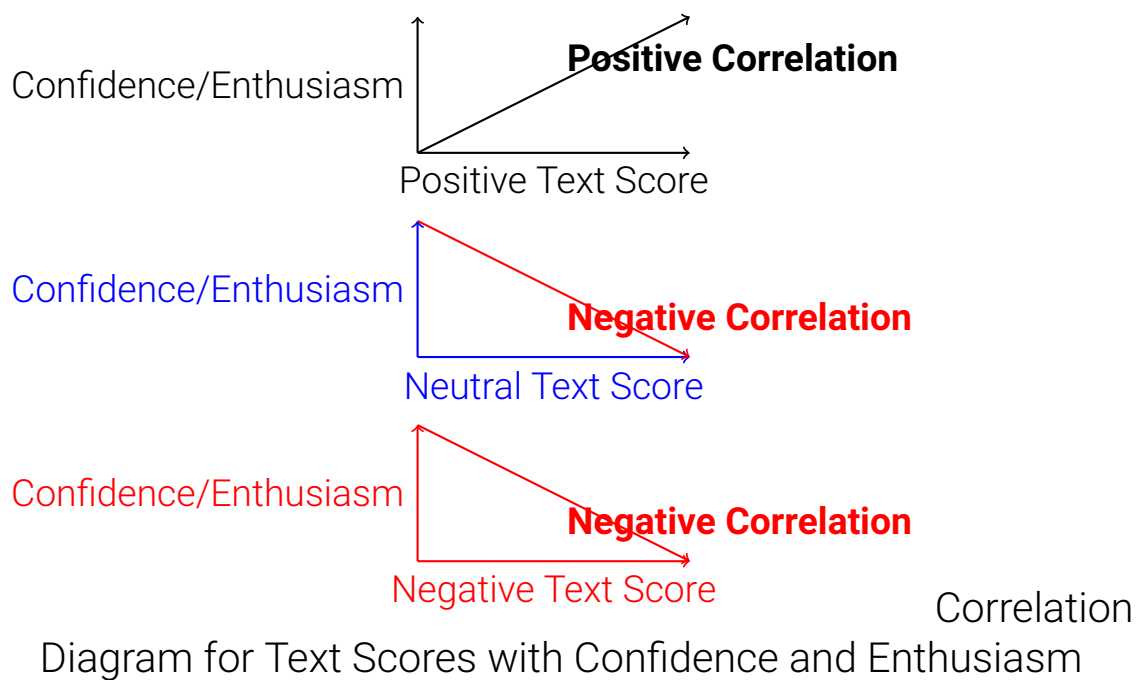 Confidence/Enthusiasm
Positive Correlation
Positive Text Score
Confidence/Enthusiasm
Negative Correlation
Neutral Text Score
Confidence/Enthusiasm
Negative Correlation
Negative Text Score
Correlation
Diagram for Text Scores with Confidence and Enthusiasm